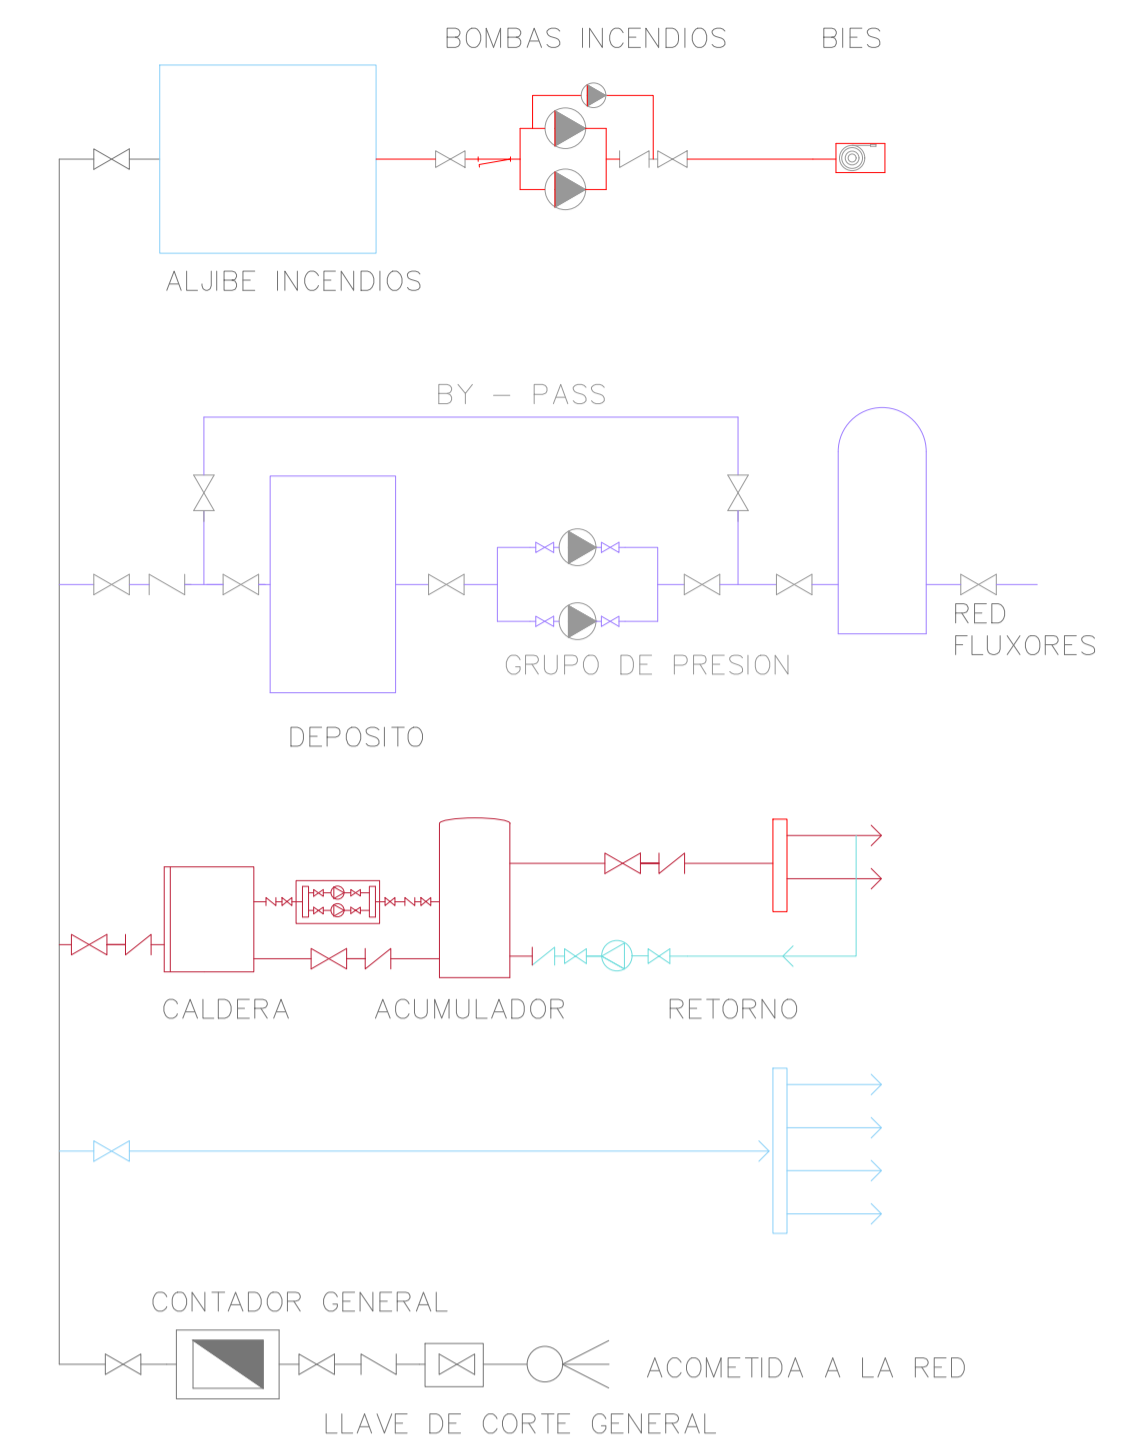 BOMBAS INCENDIOS
BIES
ALJIBE INCENDIOS
BY - PASS
RED
FLUXORES
GRUPO DE PRESION
DEPOSITO
CALDERA
ACUMULADOR
RETORNO
CONTADOR GENERAL
ACOMETIDA A LA RED
LLAVE DE CORTE GENERAL